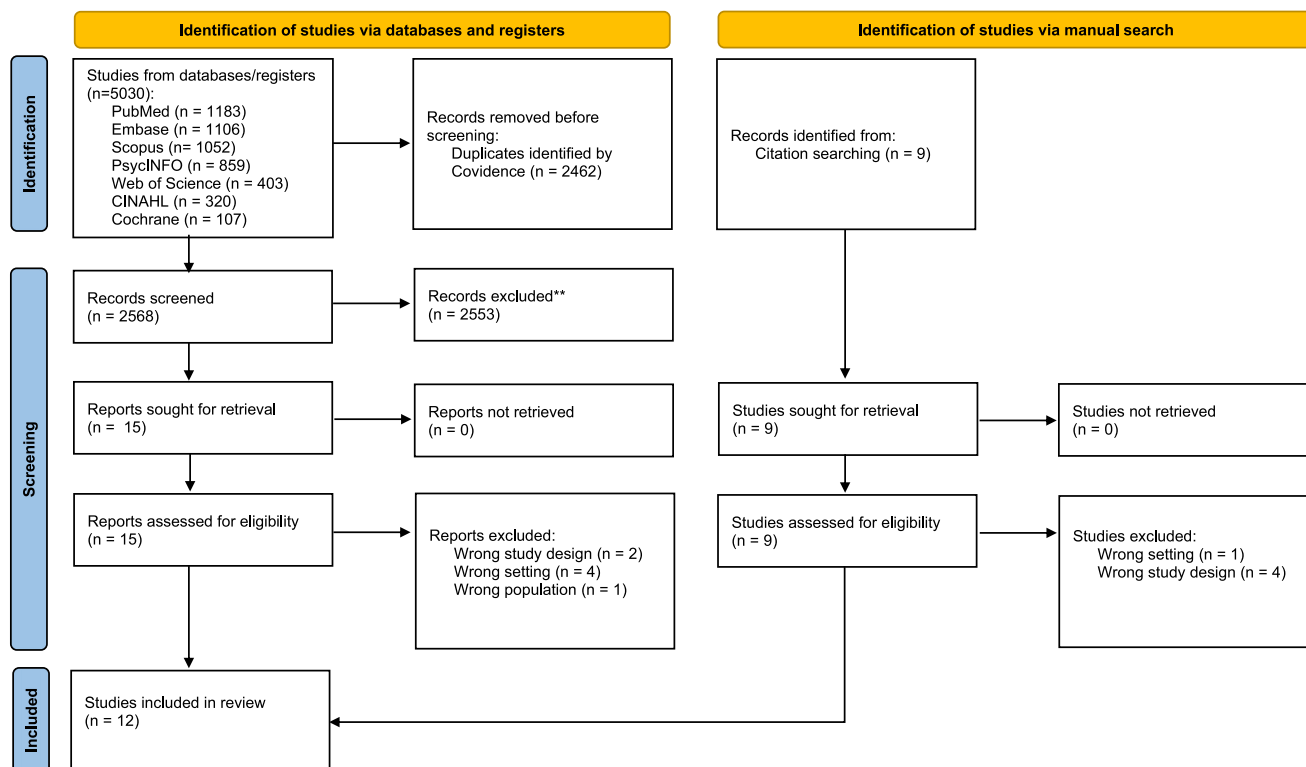 Identification of studies via databases and registers
Identification of studies via manual search
Identification
Studies from databases/registers
(n=5030):
PubMed (n = 1183)
Embase (n = 1106)
Scopus (n= 1052)
PsycINFO (n = 859)
Web of Science (n = 403)
CINAHL (n = 320)
Cochrane (n = 107)
Records removed before
screening:
Duplicates identified by
Covidence (n = 2462)
Records identified from:
Citation searching (n = 9)
Screening
Records screened
(n = 2568)
Records excluded**
(n = 2553)
Reports sought for retrieval
(n =  15)
Reports not retrieved
(n = 0)
Studies sought for retrieval
(n = 9)
Studies not retrieved
(n = 0)
Reports assessed for eligibility
(n = 15)
Reports excluded:
Wrong study design (n = 2)
Wrong setting (n = 4)
Wrong population (n = 1)
Studies assessed for eligibility
(n = 9)
Studies excluded:
Wrong setting (n = 1)
Wrong study design (n = 4)
Included
Studies included in review
(n = 12)